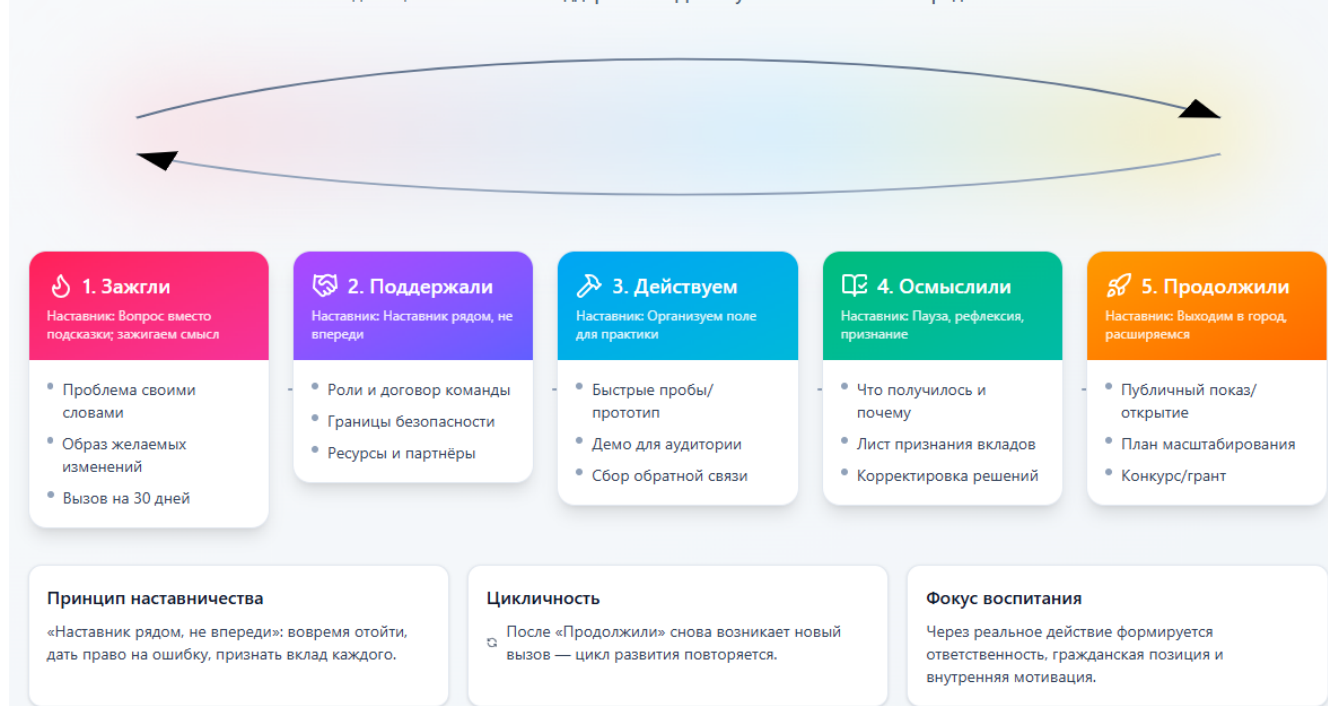 1. Зажгли
Наставник: Вопрос вместо
подсказки; зажигаем смысл
Проблема своими
словами
Образ желаемых
изменений
Вызов на 30 дней
2. Поддержали
Наставник: Наставник рядом, не
впереди
Роли и договор команды
Границы безопасности
Ресурсы и партнёры
3. Действуем
Наставник: Организуем поле
для практики
Быстрые пробы/
прототип
Демо для аудитории
Сбор обратной связи
4. Осмыслили
Наставник: Пауза, рефлексия,
признание
Что получилось и
почему
Лист признания вкладов
Корректировка решений
5. Продолжили
Наставник: Выходим в город,
расширяемся
Публичный показ/
открытие
План масштабирования
Конкурс/грант
Принцип наставничества
«Наставник рядом, не впереди»: вовремя отойти,
дать право на ошибку, признать вклад каждого.
Цикличность
После «Продолжили» снова возникает новый
вызов — цикл развития повторяется.
Фокус воспитания
Через реальное действие формируется
ответственность, гражданская позиция и
внутренняя мотивация.